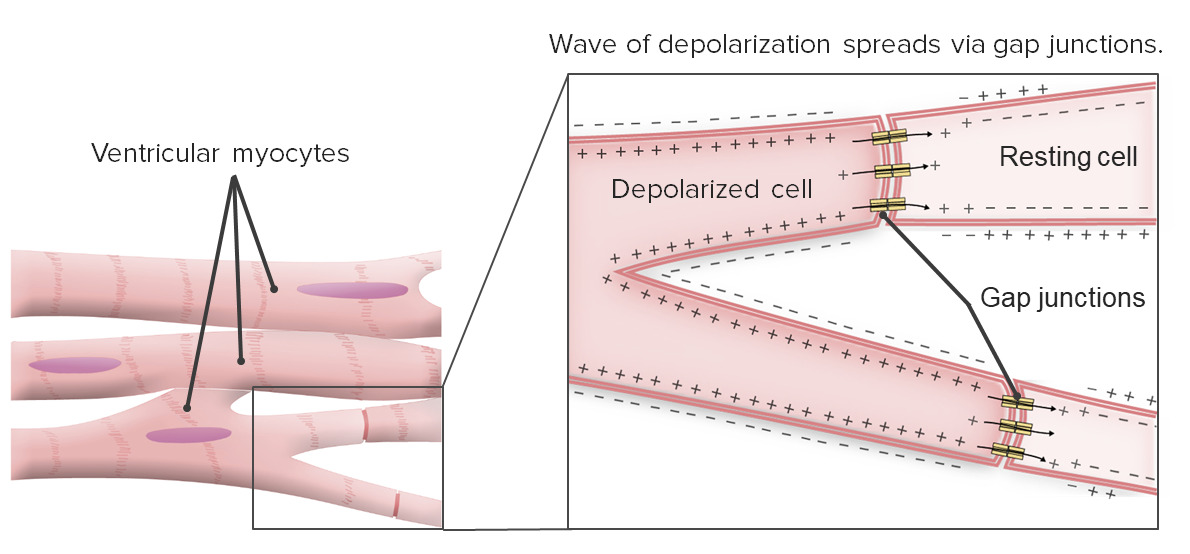 Wave of depolarization spreads via gap junctions.
Ventricular myocytes
Resting cell
Depolarized cell
Gap junctions